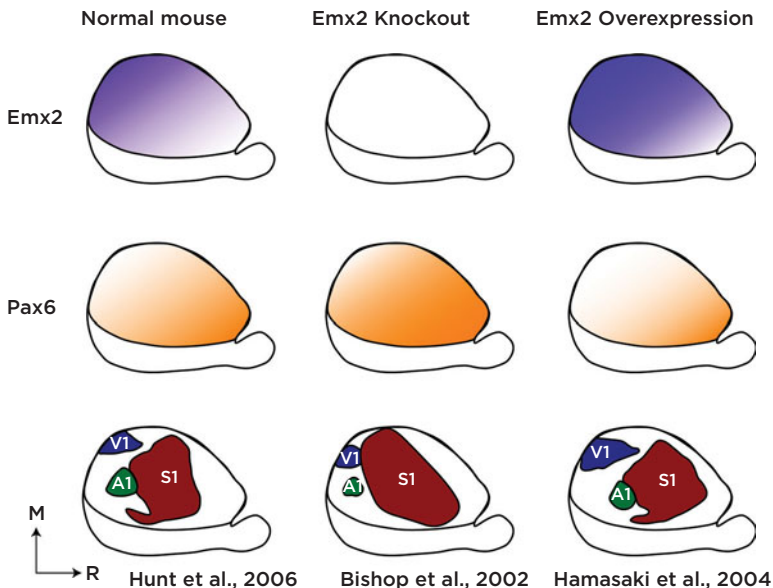 Normal mouse Emx2 Knockout Emx2 Overexpression
Emx2
Pax6
V1 A1 S1
V1 A1 S1
V1 A1 S1
M
R
Hunt et al., 2006 Bishop et al., 2002 Hamasaki et al., 2004